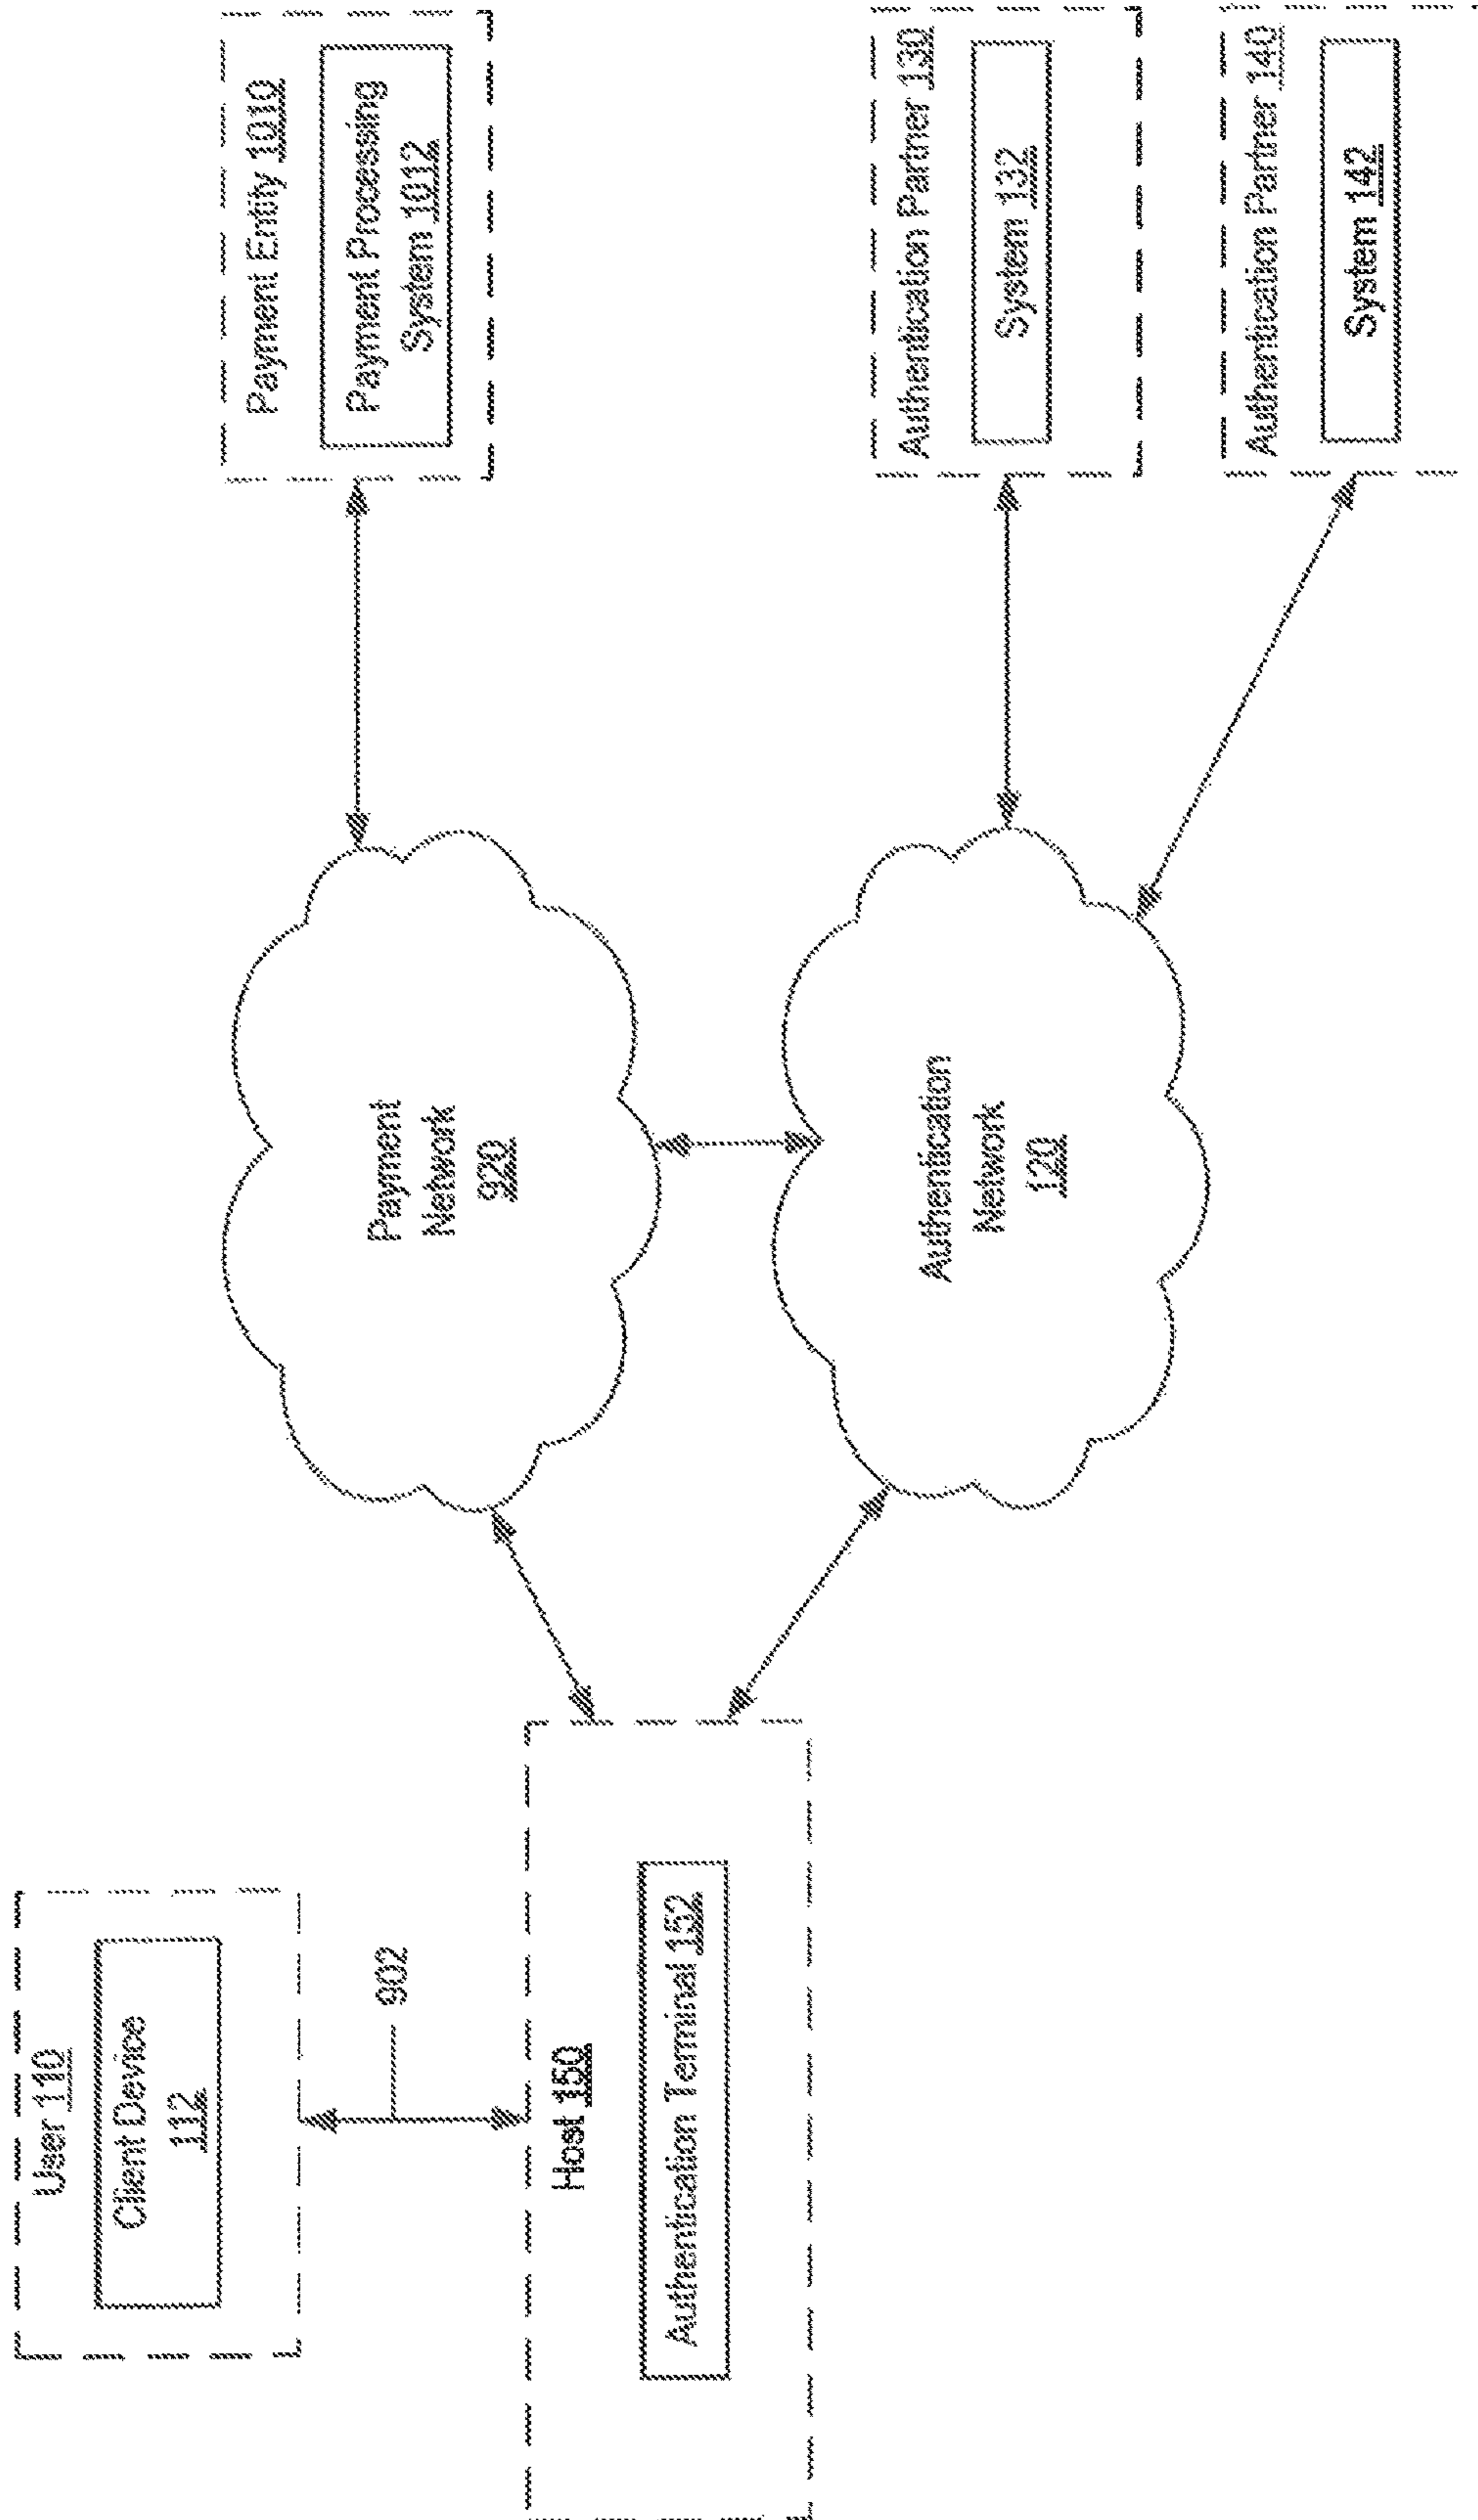 User 110
Client Device
112
902
Host 150
Authentication Terminal 152
Payment
Network
920
Authentication
Network
120
Payment Entity 1010
Payment Processing
System 1012
Authentication Partner 130
System 132
Authentication Partner 140
System 142